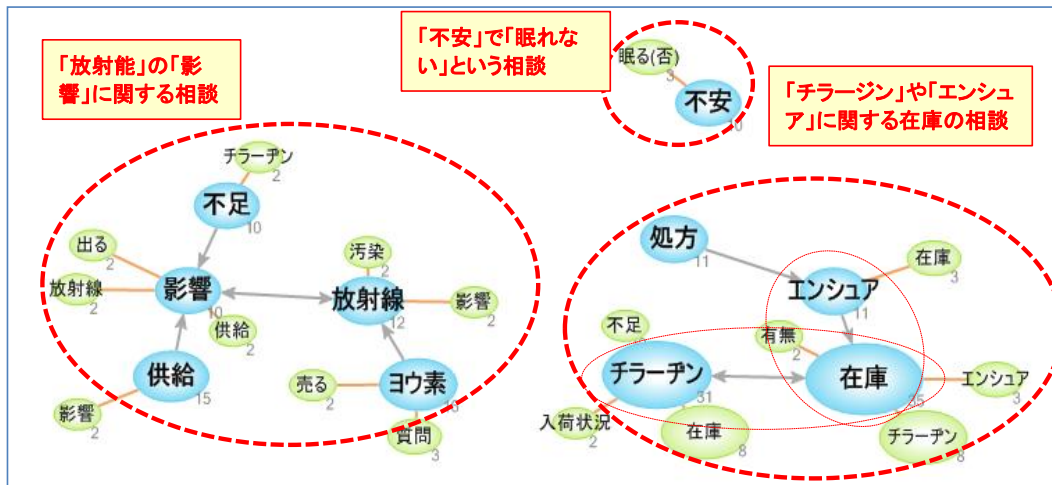 「放射能」の「影
響」に関する相談
「不安」で「眠れな
い」という相談
眠る(否)
3
不安
10
「チラージン」や「エンシュ
ア」に関する在庫の相談
チラーヂン
2
不足
10
出る
2
放射線
2
影響
10
供給
2
供給
15
影響
2
汚染
2
放射線
12
影響
2
売る
2
ヨウ素
質問
3
処方
11
エンシュア
11
在庫
3
不足
有無
2
チラーヂン
31
在庫
35
エンシュア
3
入荷状況
2
在庫
8
チラーヂン
8